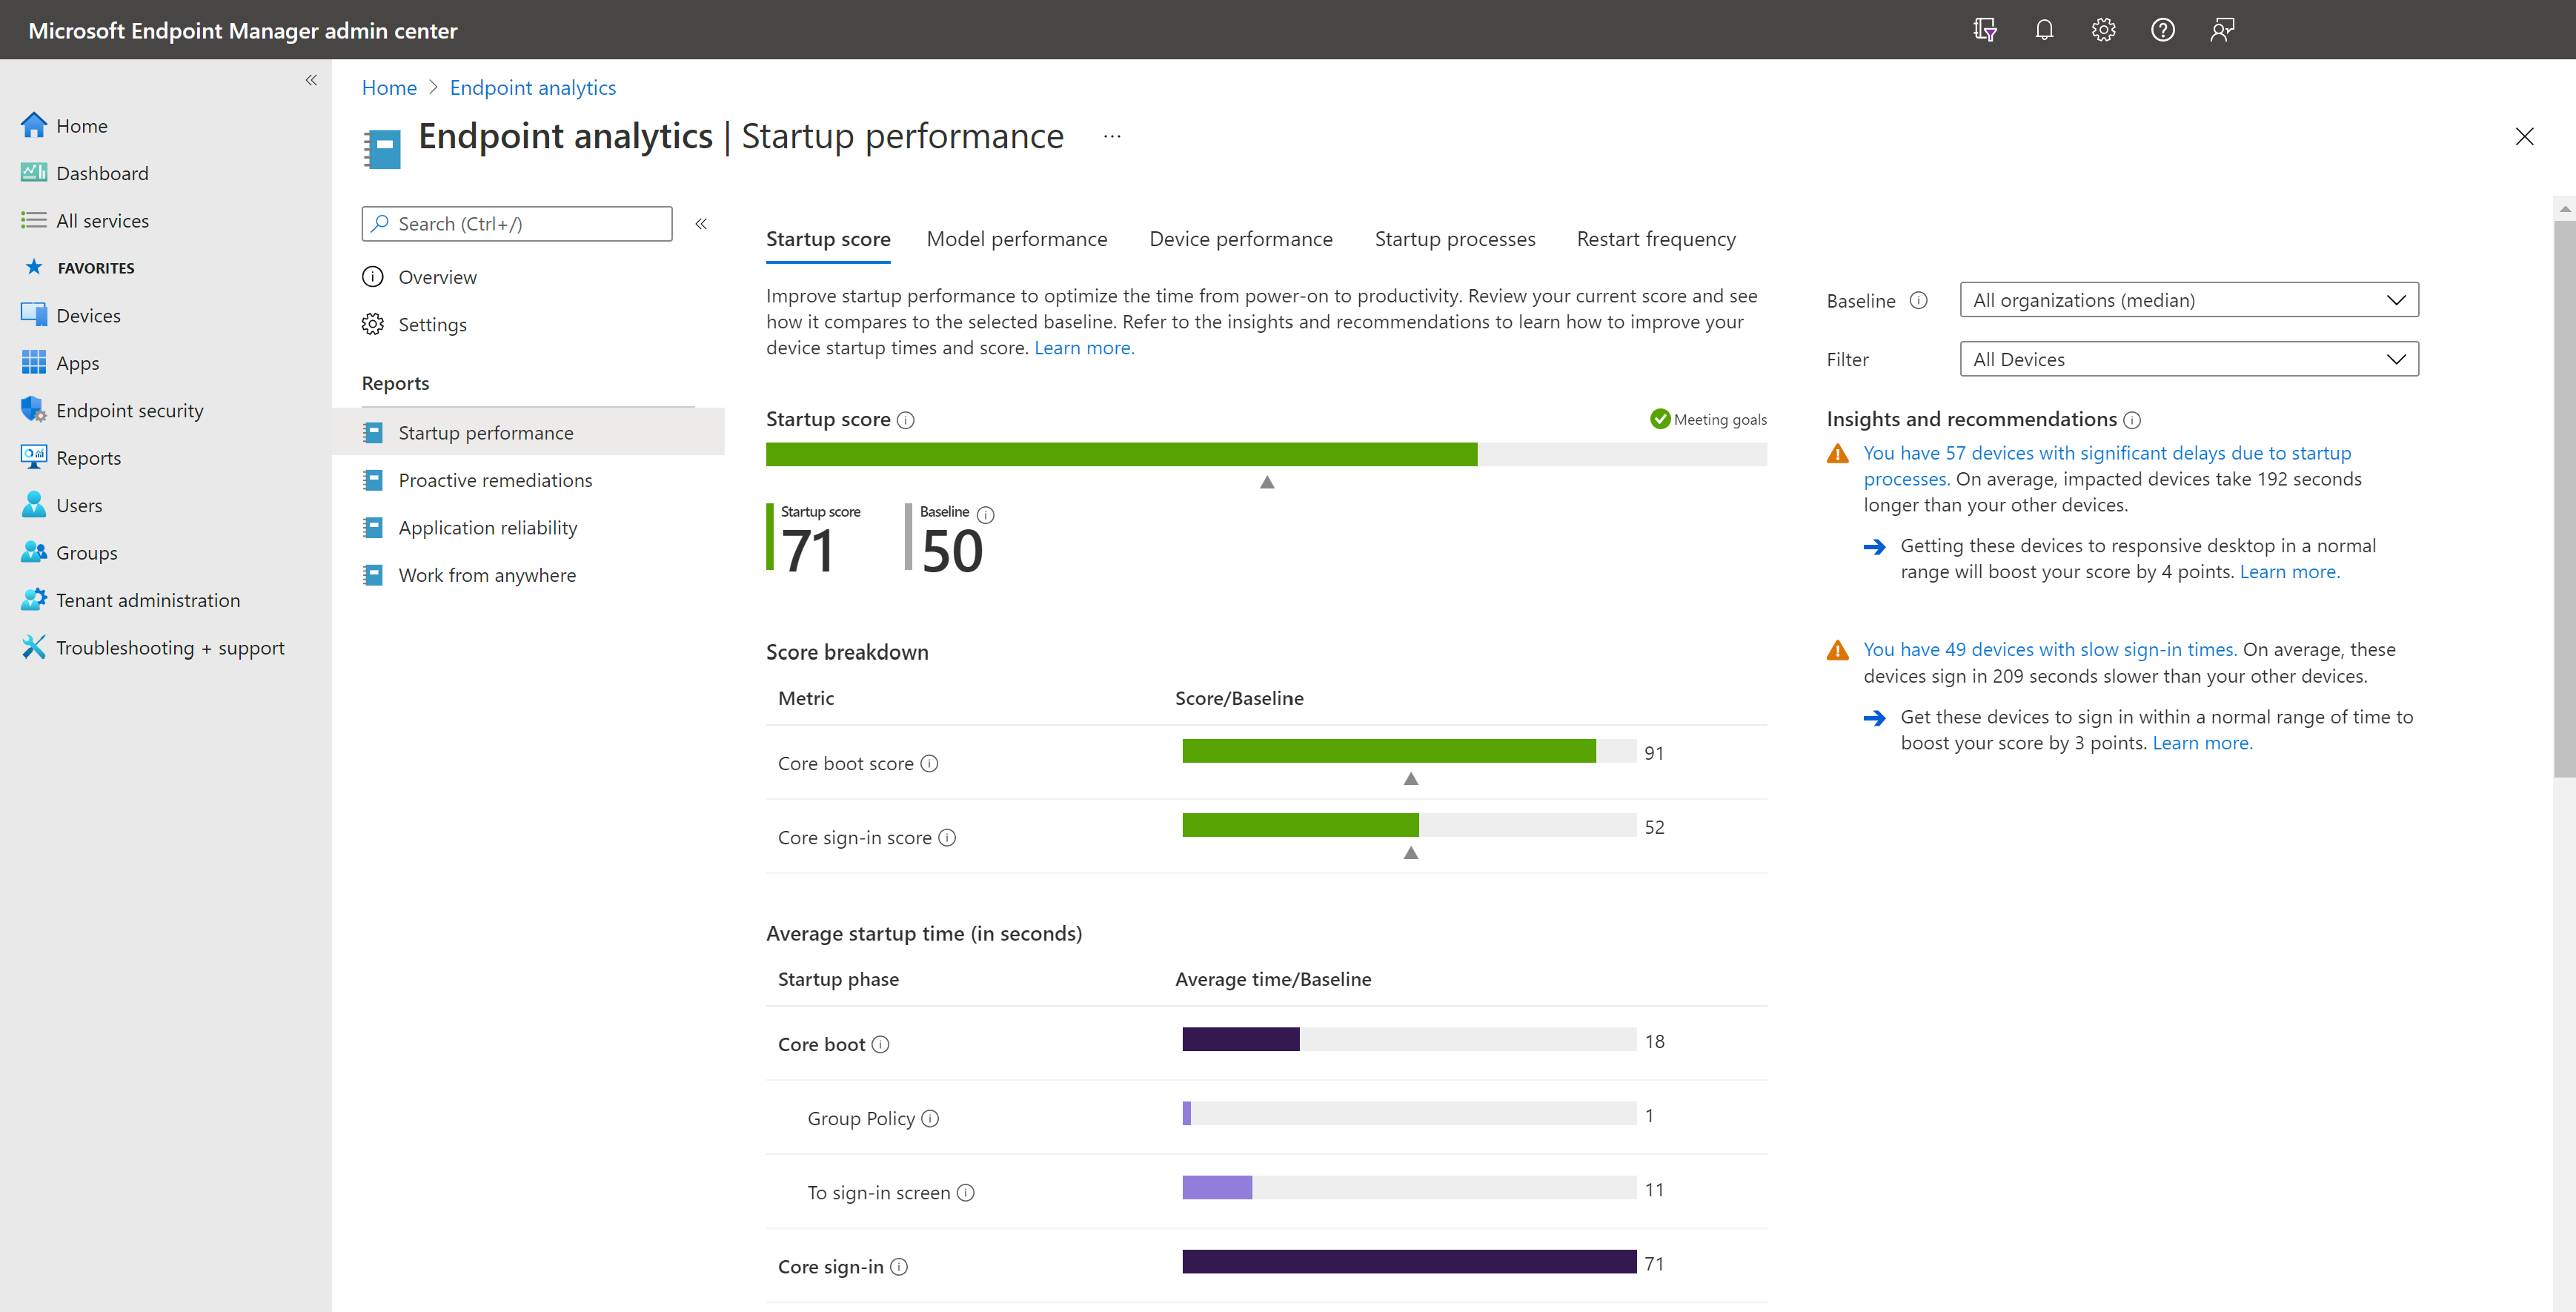 Microsoft Endpoint Manager admin center
Home
Dashboard
All services
FAVORITES
Devices
Apps
Endpoint security
Reports
Users
Groups
Tenant administration
Troubleshooting + support
Home > Endpoint analytics
Endpoint analytics | Startup performance ...
Search (Ctrl+/)
Overview
Settings
Reports
Startup performance
Proactive remediations
Application reliability
Work from anywhere
Startup score Model performance Device performance Startup processes Restart frequency
Improve startup performance to optimize the time from power-on to productivity. Review your current score and see
how it compares to the selected baseline. Refer to the insights and recommendations to learn how to improve your
device startup times and score. Learn more.
Startup score
Meeting goals
Startup score
71
Baseline
50
Score breakdown
Metric Score/Baseline
Core boot score 91
Core sign-in score 52
Average startup time (in seconds)
Startup phase Average time/Baseline
Core boot 18
Group Policy 1
To sign-in screen 11
Core sign-in 71
Baseline All organizations (median)
Filter All Devices
Insights and recommendations
You have 57 devices with significant delays due to startup
processes. On average, impacted devices take 192 seconds
longer than your other devices.
Getting these devices to responsive desktop in a normal
range will boost your score by 4 points. Learn more.
You have 49 devices with slow sign-in times. On average, these
devices sign in 209 seconds slower than your other devices.
Get these devices to sign in within a normal range of time to
boost your score by 3 points. Learn more.